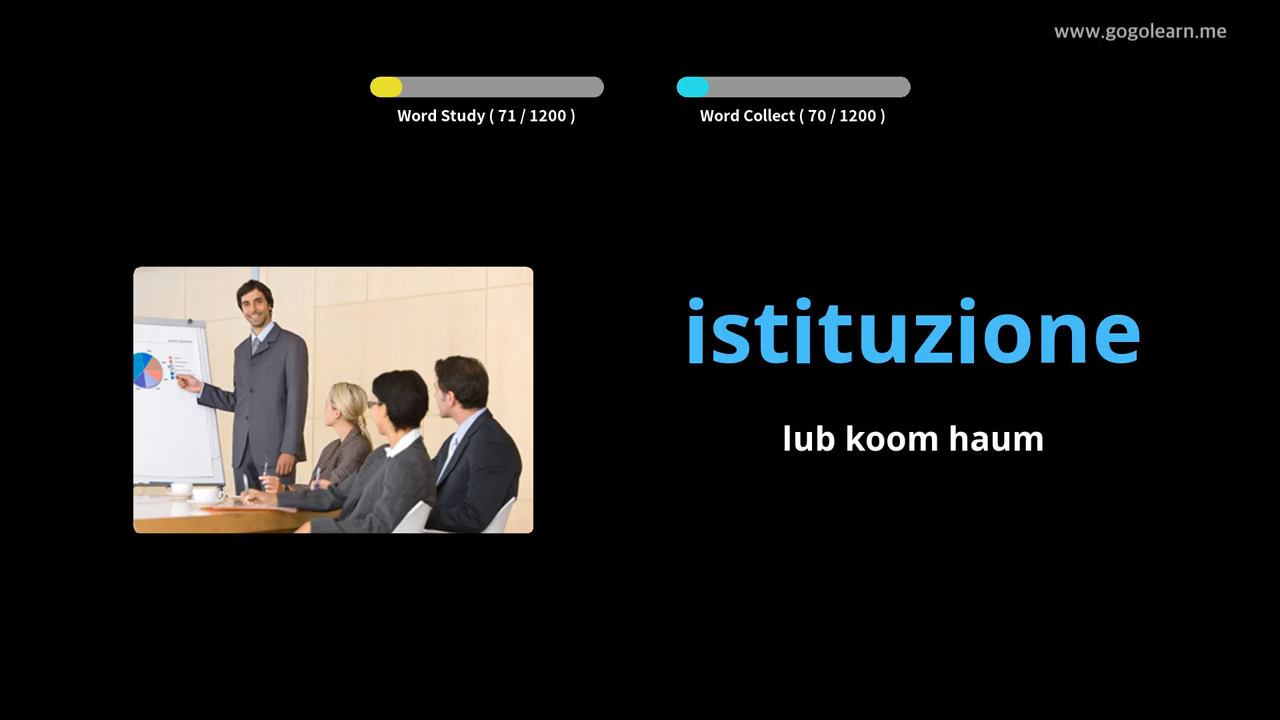 www.gogolearn.me
Word Study ( 71 / 1200 )
Word Collect ( 70 / 1200 )
istituzione
lub koom haum